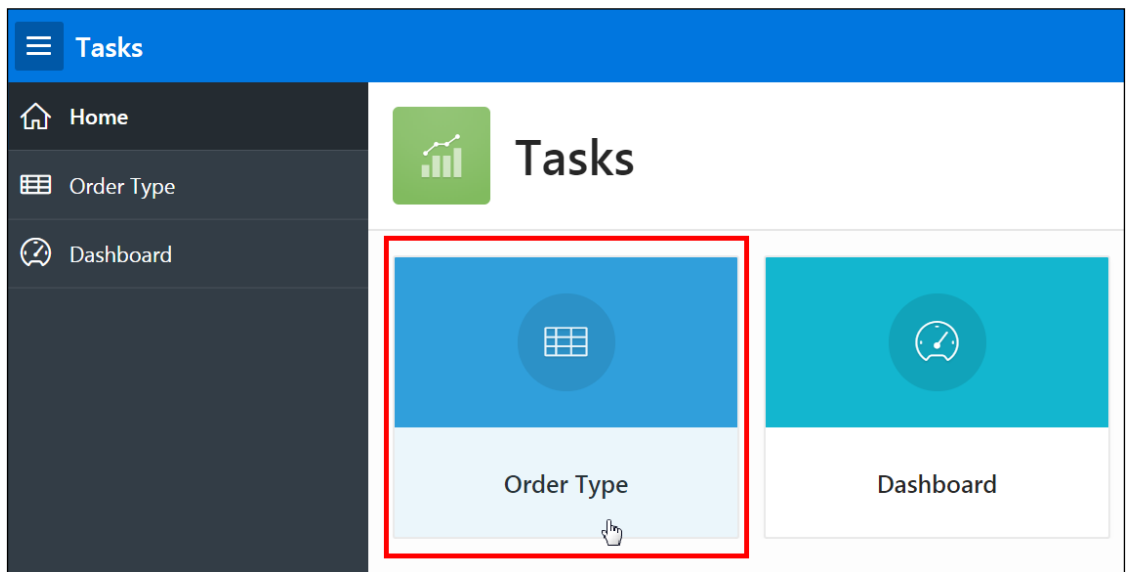 Tasks
Home
Order Type
Dashboard
Tasks
Order Type
Dashboard